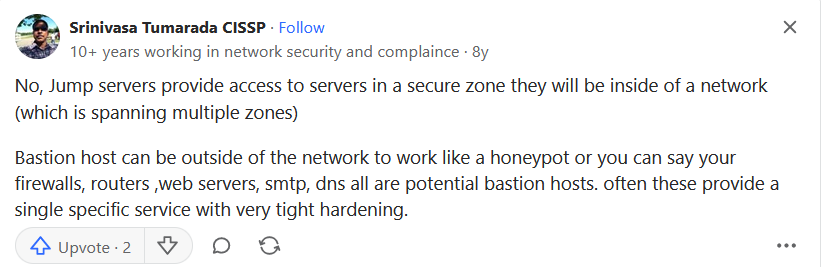 Srinivasa Tumarada CISSP · Follow
10+ years working in network security and complaince · 8y
No, Jump servers provide access to servers in a secure zone they will be inside of a network
(which is spanning multiple zones)
Bastion host can be outside of the network to work like a honeypot or you can say your
firewalls, routers ,web servers, smtp, dns all are potential bastion hosts. often these provide a
single specific service with very tight hardening.
Upvote · 2